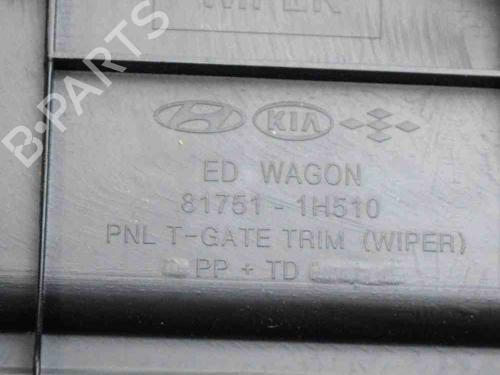 WIPER
B-PARTS
KIA
ED WAGON
81751 - 1H510
PNL T-GATE TRIM (WIPER)
PP + TD